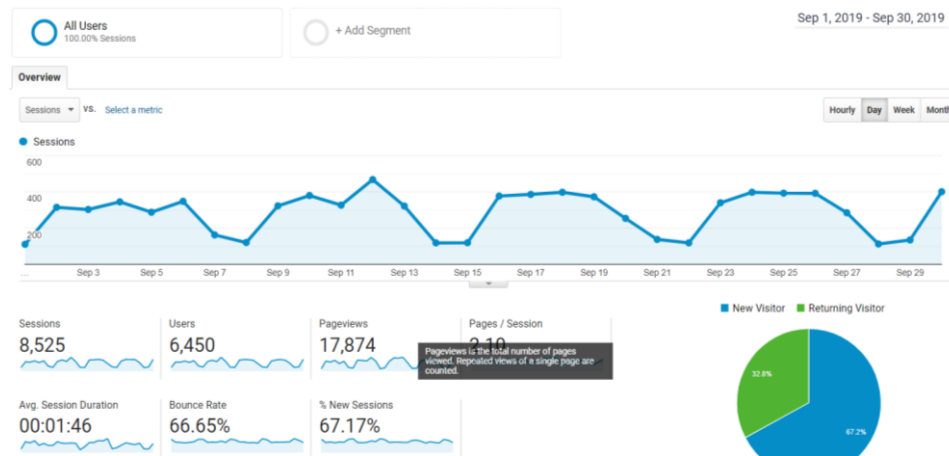 All Users
100.00% Sessions
+ Add Segment
Sep 1, 2019 - Sep 30, 2019
Overview
Sessions
VS.
Select a metric
Hourly Day Week Month
Sessions
600
400
200
... Sep 3 Sep 5 Sep 7 Sep 9 Sep 11 Sep 13 Sep 15 Sep 17 Sep 19 Sep 21 Sep 23 Sep 25 Sep 27 Sep 29
New Visitor Returning Visitor
Sessions
8,525
Users
6,450
Pageviews
17,874
Pages / Session
2.10
Pageviews is the total number of pages
viewed. Repeated views of a single page are
counted.
Avg. Session Duration
00:01:46
Bounce Rate
66.65%
% New Sessions
67.17%
32.8%
67.2%